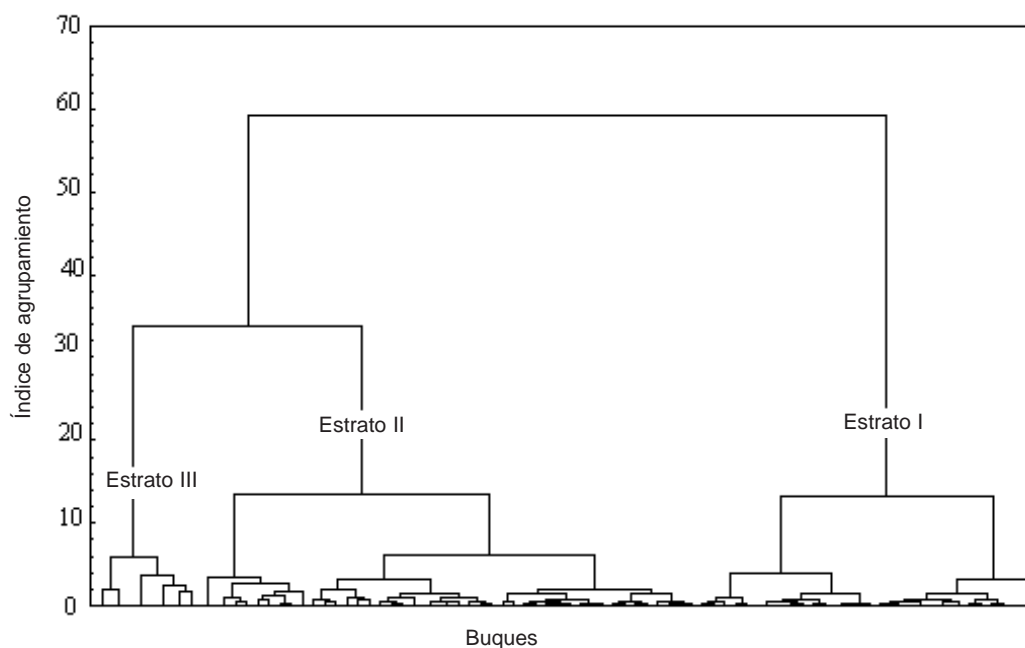 70
60
50
40
30
20
10
0
Índice de agrupamiento
Estrato I
Estrato II
Estrato III
Buques